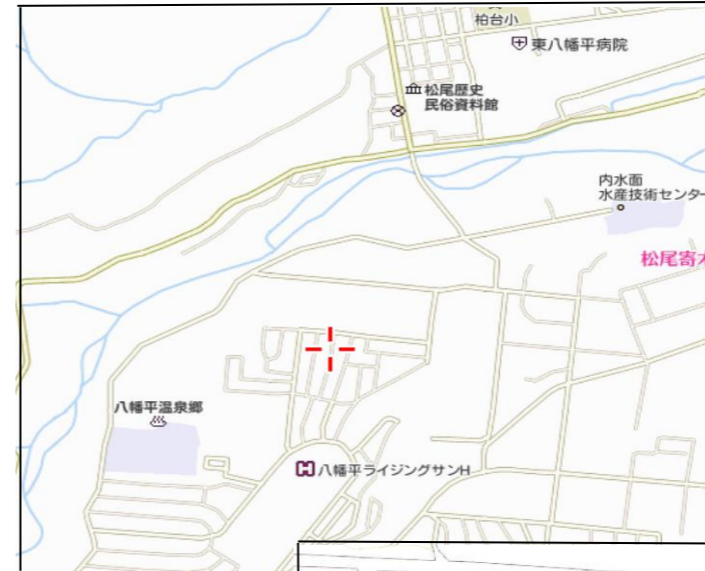 柏台小
東八幡平病院
松尾歴史
民俗資料館
内水面
水産技術センター
松尾寄木
八幡平温泉郷
八幡平ライジングサンH